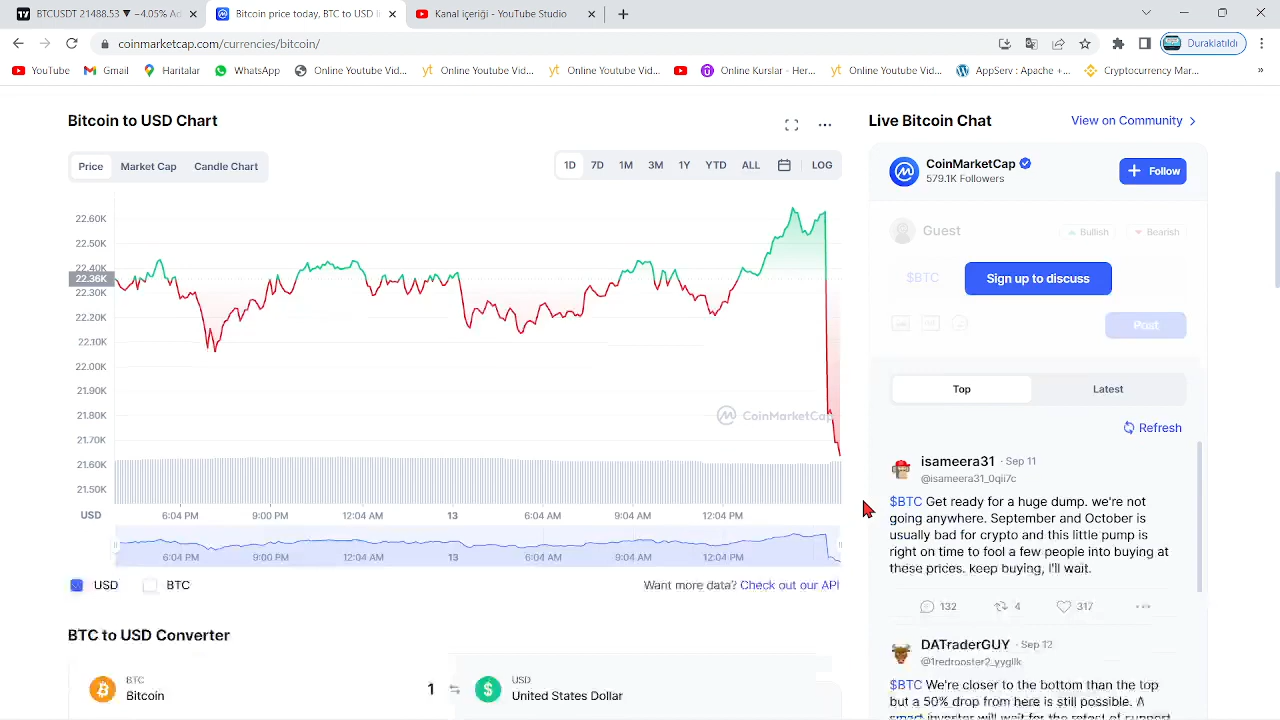 BTCUSDT 21488.53 ▼ −4.05% Ad
Bitcoin price today, BTC to USD li
Kanal içeriği - YouTube Studio
coinmarketcap.com/currencies/bitcoin/
Duraklatıldı
YouTube
Gmail
Haritalar
WhatsApp
Online Youtube Vid...
Online Youtube Vid...
Online Youtube Vid...
Online Kurslar - Her...
Online Youtube Vid...
AppServ : Apache +...
Cryptocurrency Mar...
»
Bitcoin to USD Chart
Price
Market Cap
Candle Chart
1D
7D
1M
3M
1Y
YTD
ALL
LOG
22.60K
22.50K
22.40K
22.36K
22.30K
22.20K
22.10K
22.00K
21.90K
21.80K
21.70K
21.60K
21.50K
CoinMarketCap
USD
6:04 PM
9:00 PM
12:04 AM
13
6:04 AM
9:04 AM
12:04 PM
6:04 PM
9:00 PM
12:04 AM
13
6:04 AM
9:04 AM
12:04 PM
USD
BTC
Want more data? Check out our API
BTC to USD Converter
BTC
Bitcoin
1
USD
United States Dollar
Live Bitcoin Chat
View on Community
CoinMarketCap
579.1K Followers
+ Follow
Guest
Bullish
Bearish
$BTC
Sign up to discuss
Post
Top
Latest
Refresh
isameera31 · Sep 11
@isameera31_0qii7c
$BTC Get ready for a huge dump. we're not
going anywhere. September and October is
usually bad for crypto and this little pump is
right on time to fool a few people into buying at
these prices. keep buying, I'll wait.
132
4
317
DATraderGUY · Sep 12
@1redrooster2_yygllk
$BTC We're closer to the bottom than the top
but a 50% drop from here is still possible. A
smart investor will wait for the retest of support